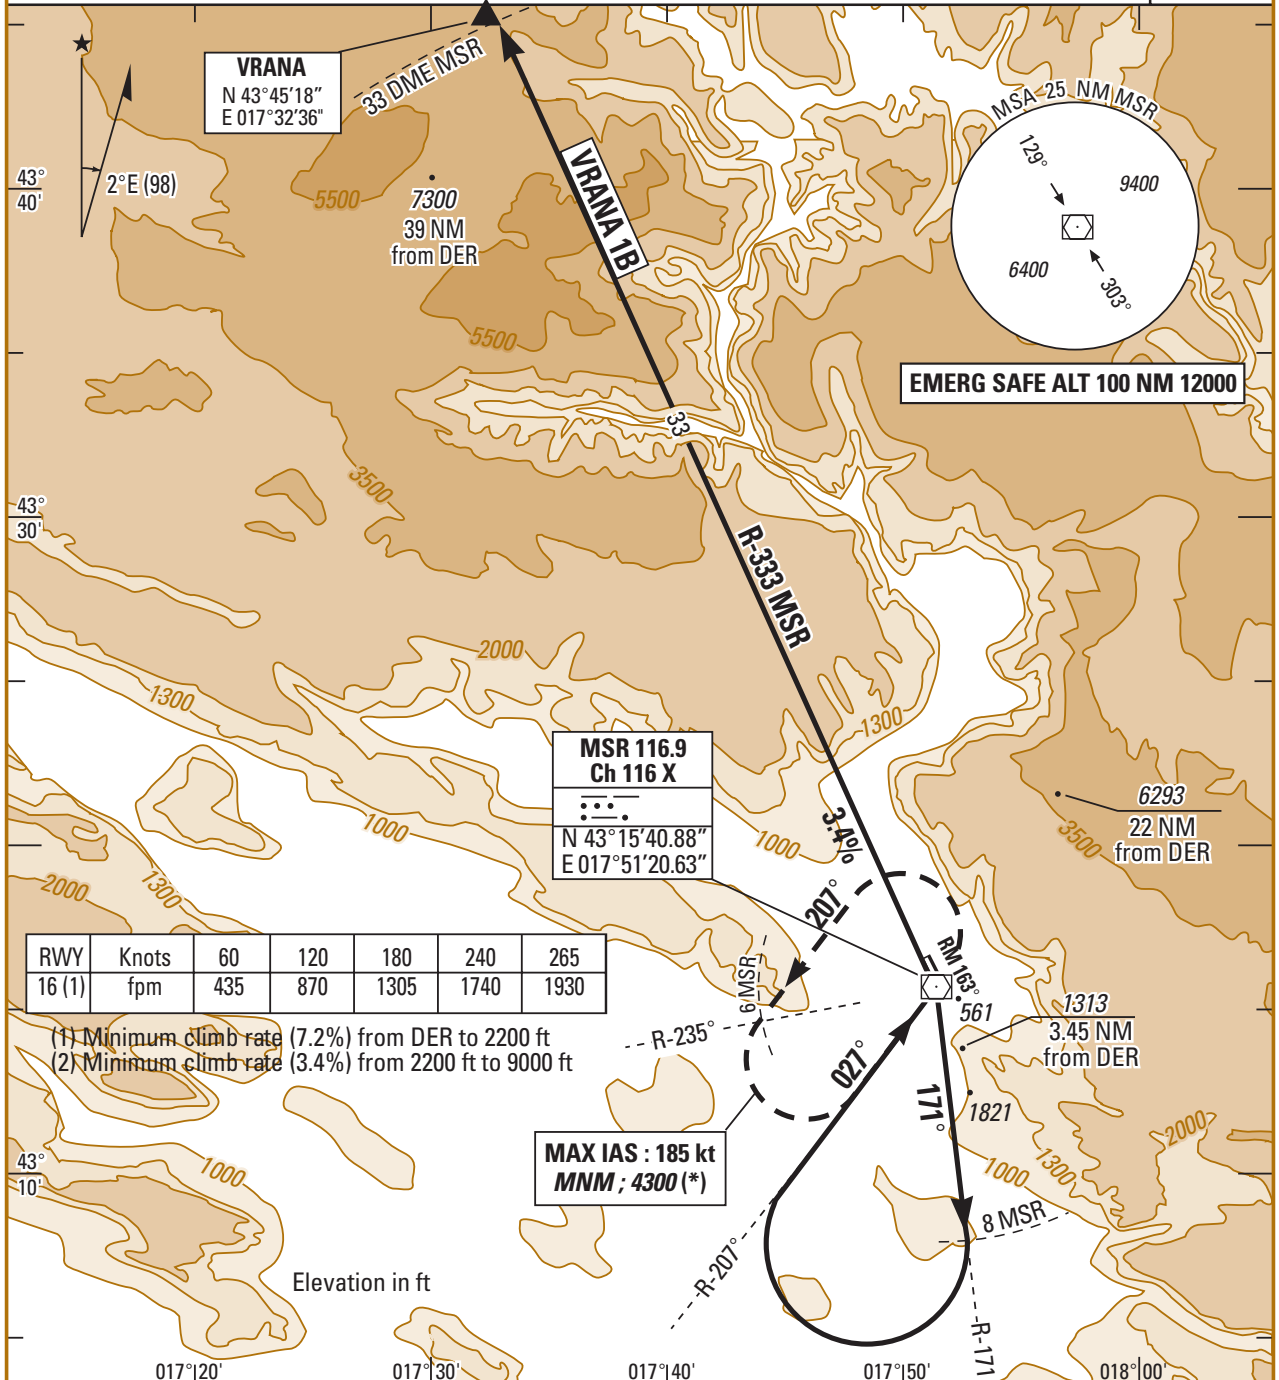 VRANA
N 43°45'18"
E 017°32'36"
33 DME MSR
2°E (98)
43°
40'
5500
7300
39 NM
from DER
5500
VRANA 1B
MSA 25 NM MSR
129°
9400
6400
303°
EMERG SAFE ALT 100 NM 12000
33
3500
43°
30'
R-333 MSR
2000
1300
1300
MSR 116.9
Ch 116 X
N 43°15'40.88"
E 017°51'20.63"
1000
1000
3.4%
6293
22 NM
from DER
3500
2000
1300
207°
RWY Knots 60 120 180 240 265
16 (1) fpm 435 870 1305 1740 1930
(1) Minimum climb rate (7.2%) from DER to 2200 ft
(2) Minimum climb rate (3.4%) from 2200 ft to 9000 ft
6 MSR
R-235°
RM 163°
561
1313
3.45 NM
from DER
027°
171°
1821
MAX IAS : 185 kt
MNM ; 4300 (*)
2000
1300
1000
43°
10'
1000
8 MSR
R-207°
Elevation in ft
R-171
017°20'
017°30'
017°40'
017°50'
018°00'